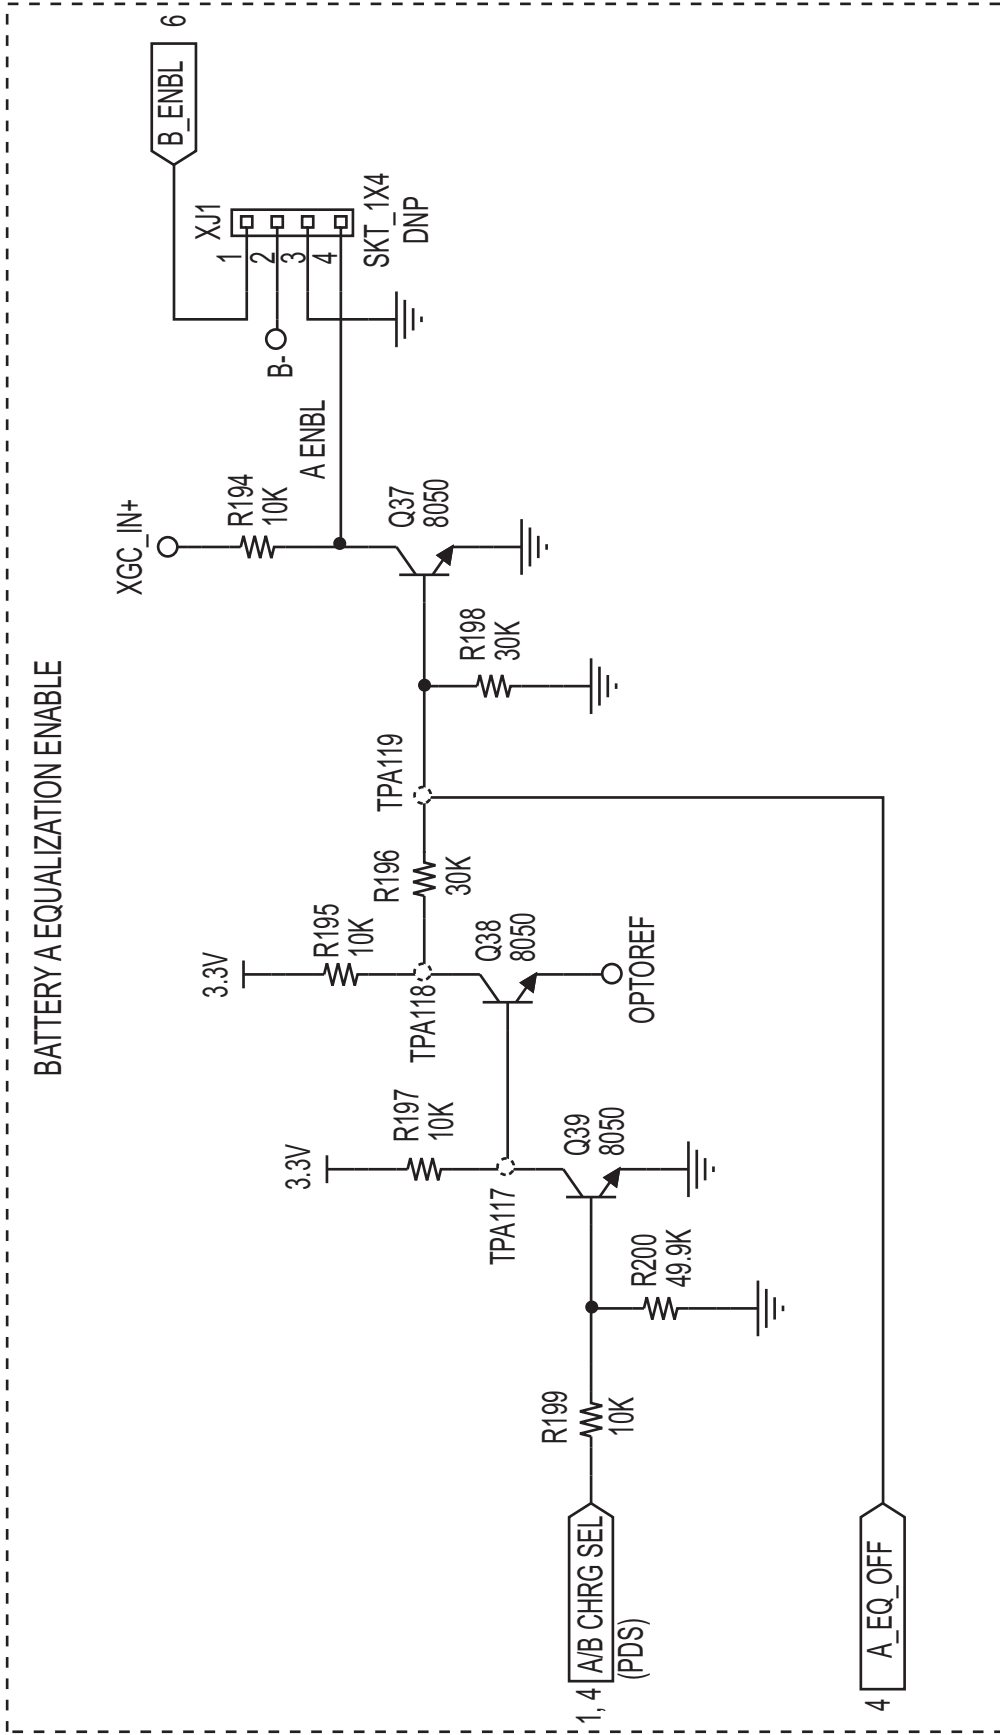 BATTERY A EQUALIZATION ENABLE
1, 4
A/B CHRG SEL
(PDS)
4
A_EQ_OFF
R199
10K
R200
49.9K
3.3V
R197
10K
TPA117
Q39
8050
3.3V
R195
10K
TPA118
Q38
8050
OPTOREF
R196
30K
TPA119
R198
30K
XGC_IN+
R194
10K
Q37
8050
A ENBL
B-
XJ1
1
2
3
4
SKT_1X4
DNP
B_ENBL
6